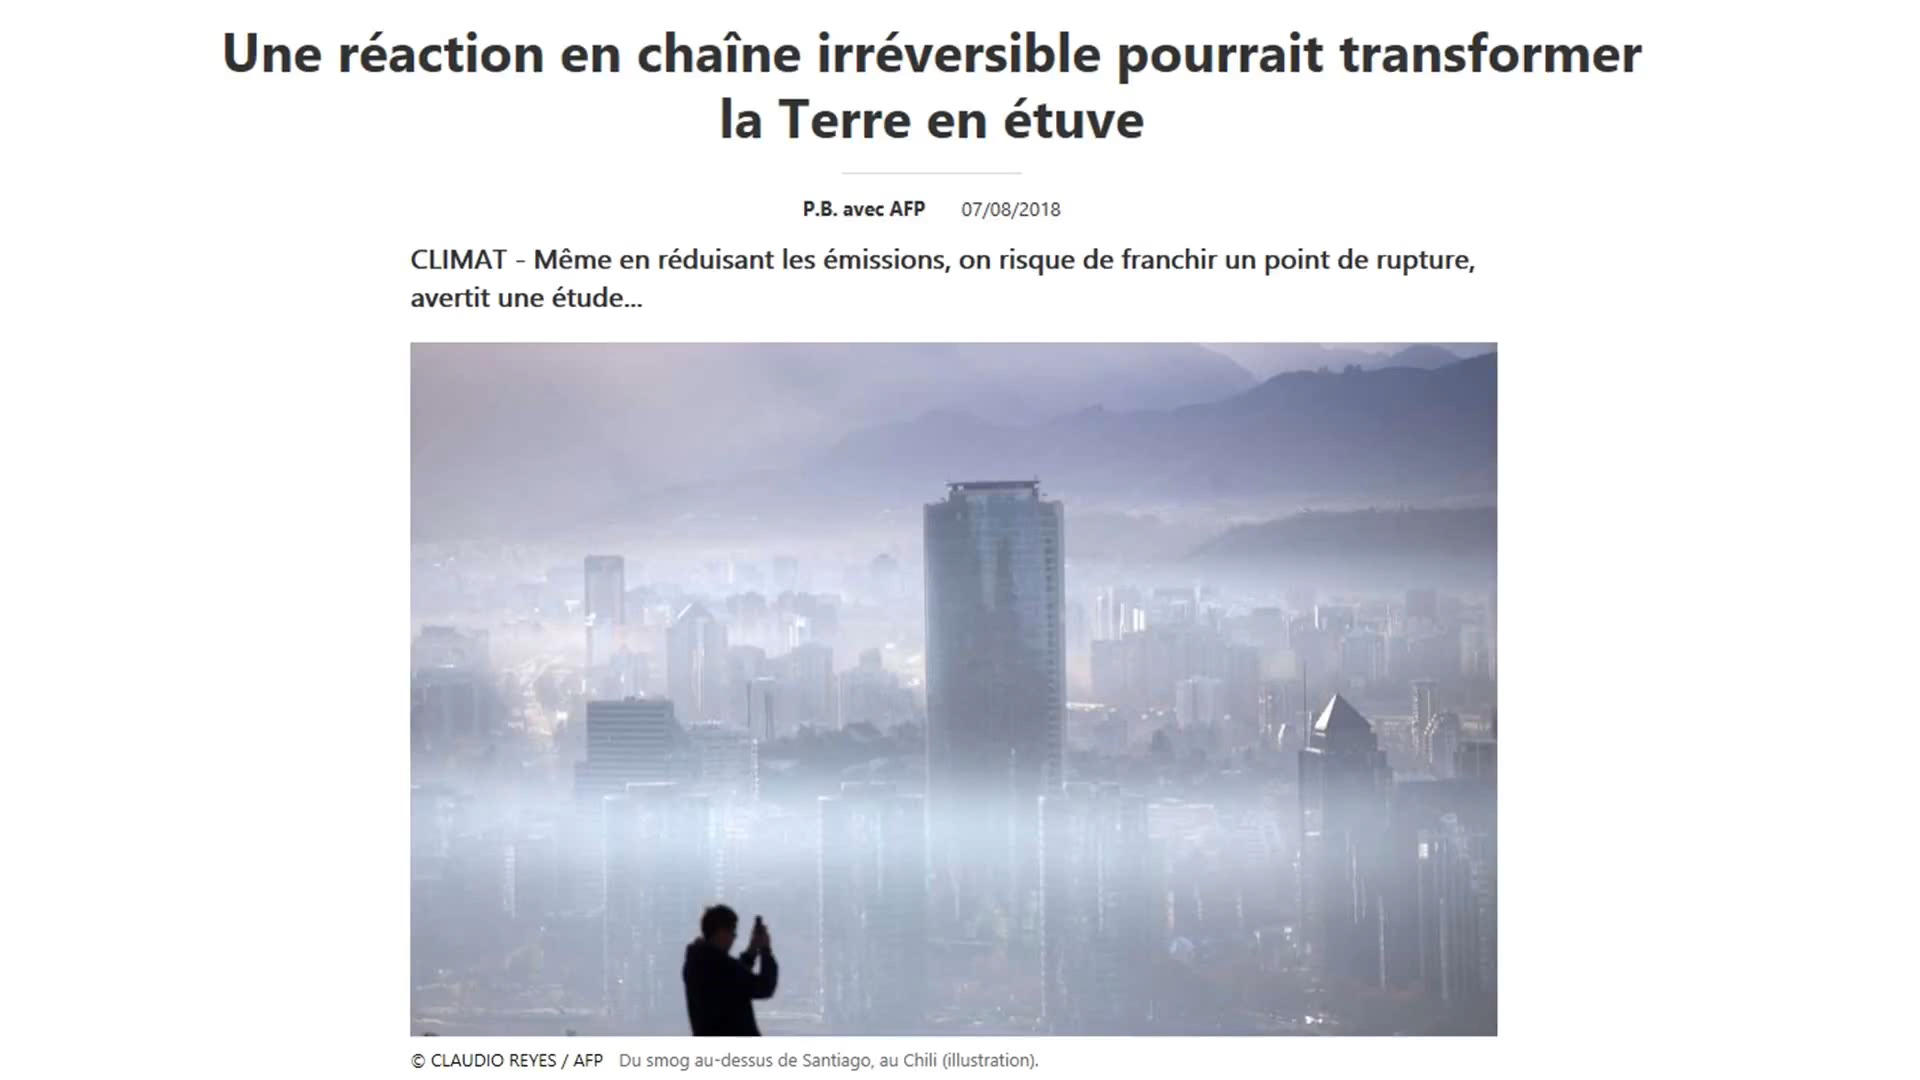 Une réaction en chaîne irréversible pourrait transformer
la Terre en étuve
P.B. avec AFP 07/08/2018
CLIMAT - Même en réduisant les émissions, on risque de franchir un point de rupture,
avertit une étude...
© CLAUDIO REYES / AFP Du smog au-dessus de Santiago, au Chili (illustration).